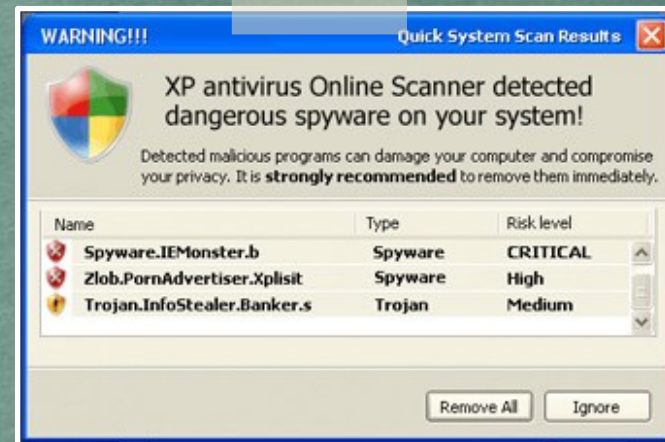 WARNING!!! Quick System Scan Results
XP antivirus Online Scanner detected
dangerous spyware on your system!
Detected malicious programs can damage your computer and compromise
your privacy. It is strongly recommended to remove them immediately.
Name Type Risk level
Spyware.IEMonster.b Spyware CRITICAL
Zlob.PornAdvertiser.Xplisit Spyware High
Trojan.InfoStealer.Banker.s Trojan Medium
Remove All Ignore